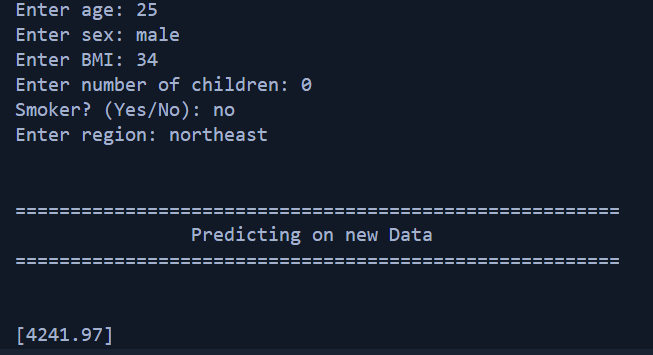 Enter age: 25
Enter sex: male
Enter BMI: 34
Enter number of children: 0
Smoker? (Yes/No): no
Enter region: northeast
=======================================================
Predicting on new Data
=======================================================
[4241.97]